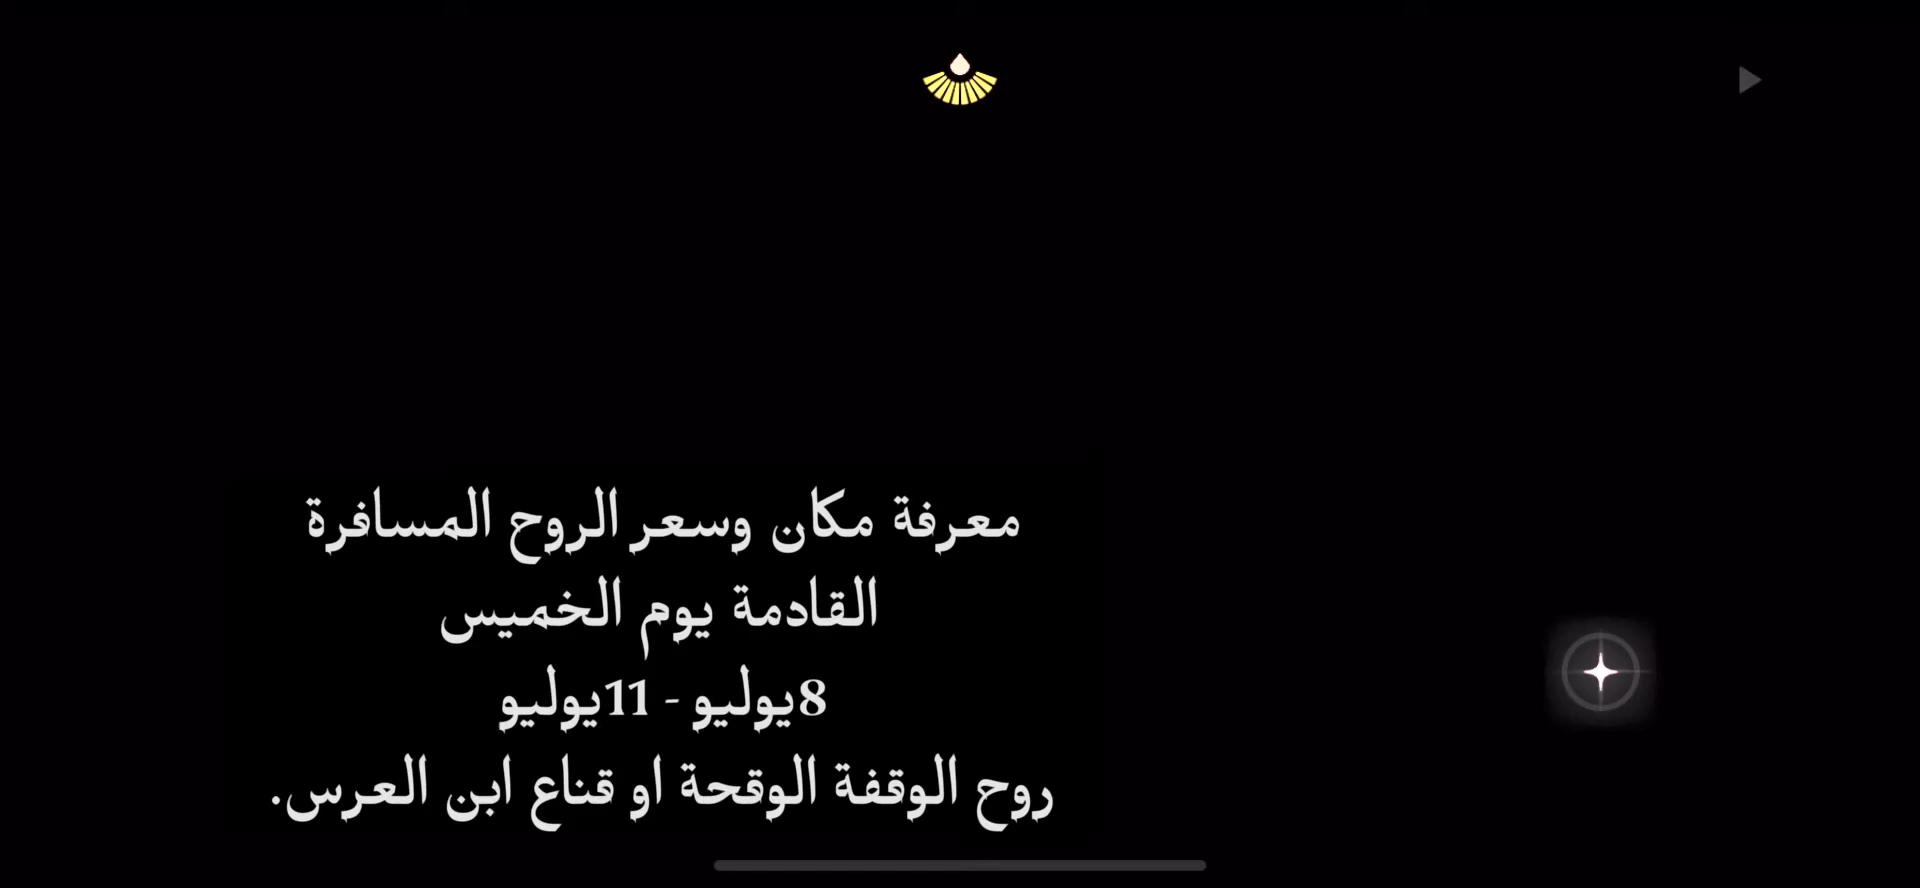 معرفة مكان وسعر الروح المسافرة
القادمة يوم الخميس
8يوليو - 11يوليو
روح الوقفة الوقحة او قناع ابن العرس.